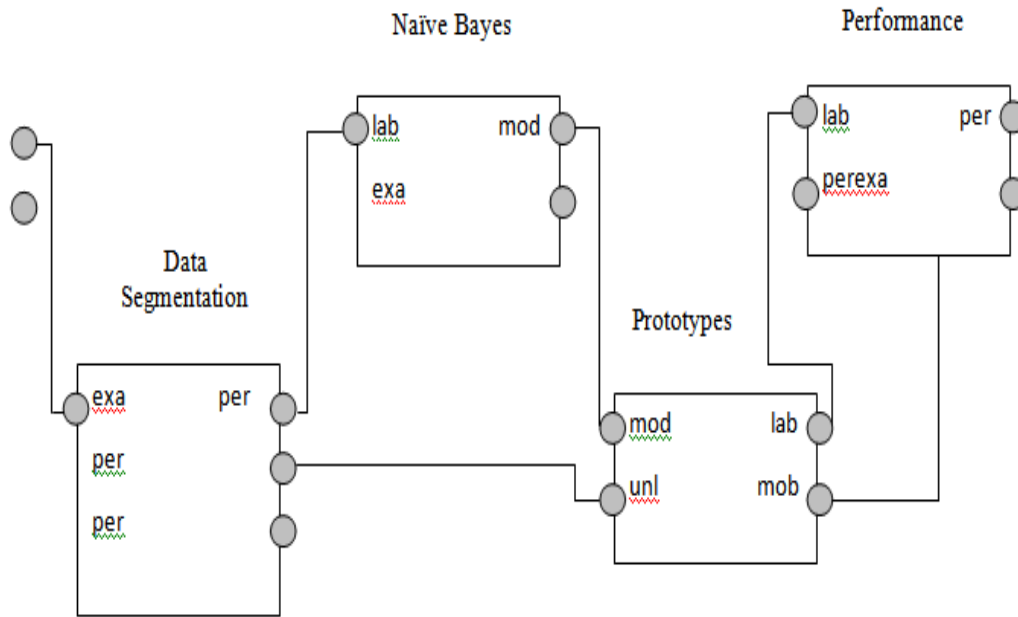 Naïve Bayes
lab
mod
exa
Performance
lab
per
perexa
Data
Segmentation
exa
per
per
per
Prototypes
mod
lab
unl
mob